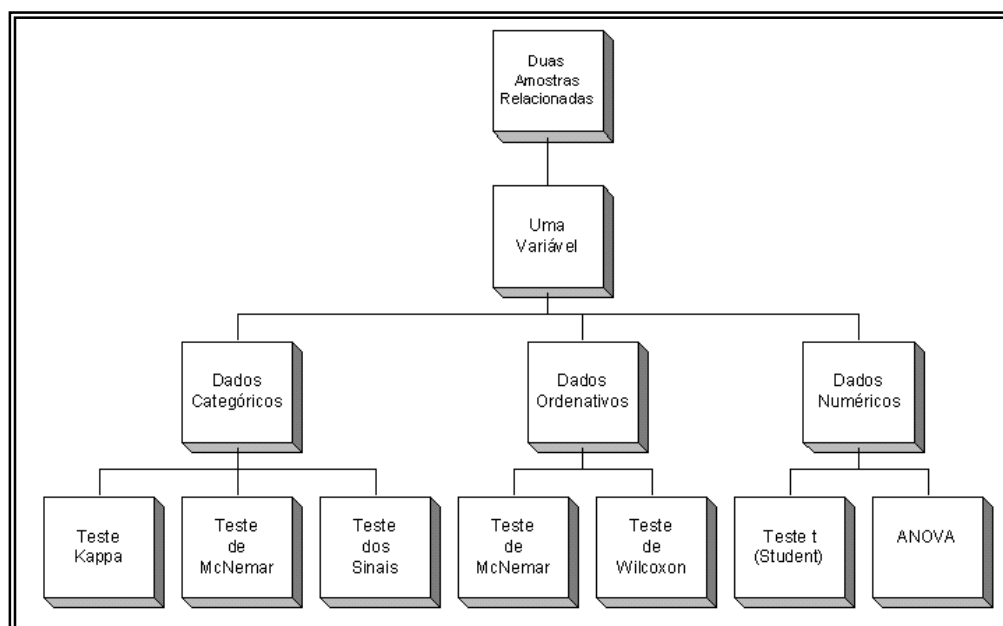 Duas
Amostras
Relacionadas
Uma
Variável
Dados
Categóricos
Dados
Ordenativos
Dados
Numéricos
Teste
Kappa
Teste
de
McNemar
Teste
dos
Sinais
Teste
de
McNemar
Teste
de
Wilcoxon
Teste t
(Student)
ANOVA